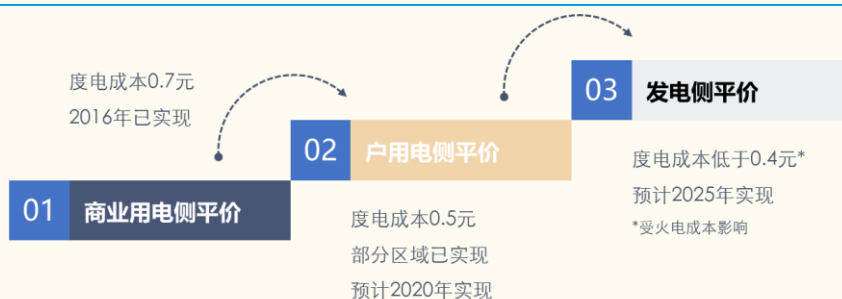 度电成本0.7元
2016年已实现
01 商业用电侧平价
02 户用电侧平价
度电成本0.5元
部分区域已实现
预计2020年实现
03 发电侧平价
度电成本低于0.4元*
预计2025年实现
*受火电成本影响